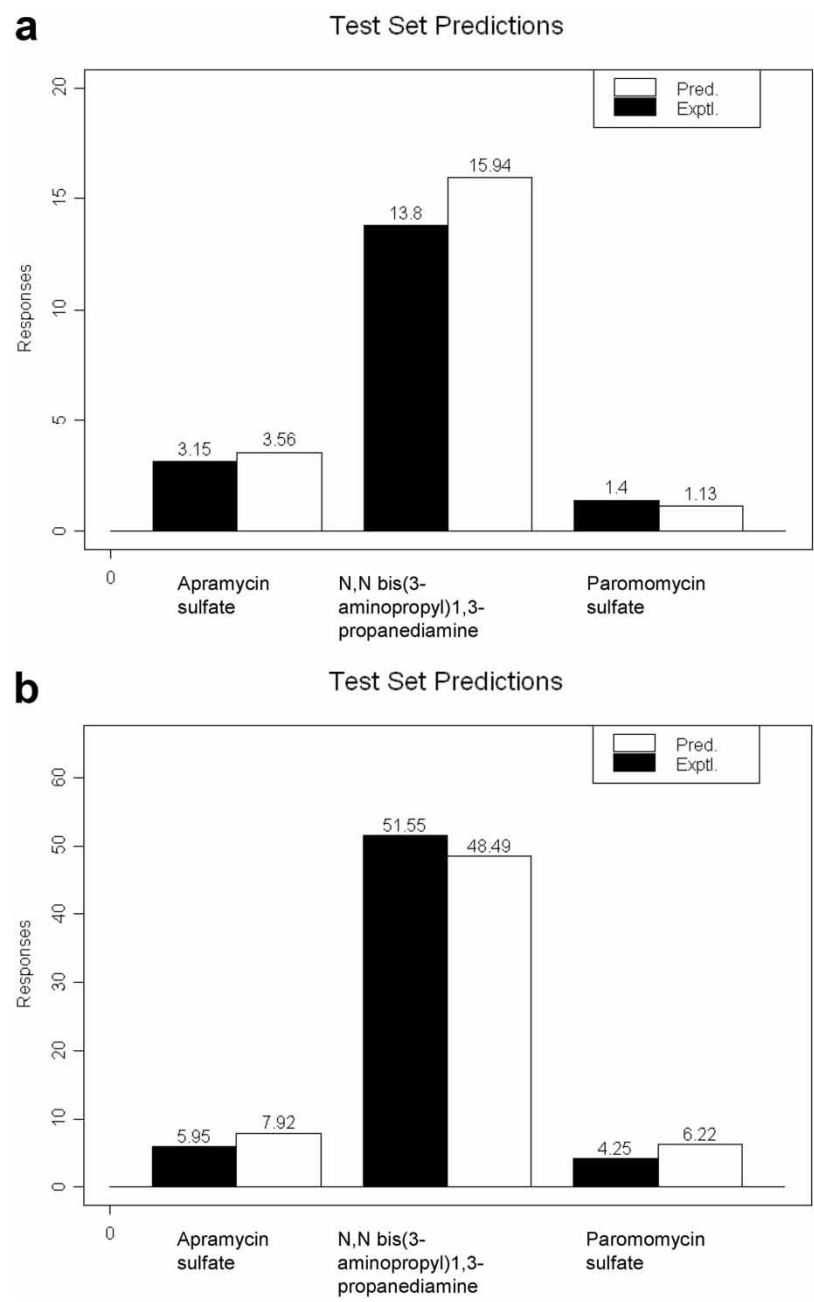 a
Test Set Predictions
Pred.
Exptl.
Responses
20
15
10
5
0
3.15
3.56
13.8
15.94
1.4
1.13
0
Apramycin
sulfate
N,N bis(3-
aminopropyl)1,3-
propanediamine
Paromomycin
sulfate
b
Test Set Predictions
Pred.
Exptl.
Responses
60
50
40
30
20
10
0
5.95
7.92
51.55
48.49
4.25
6.22
0
Apramycin
sulfate
N,N bis(3-
aminopropyl)1,3-
propanediamine
Paromomycin
sulfate